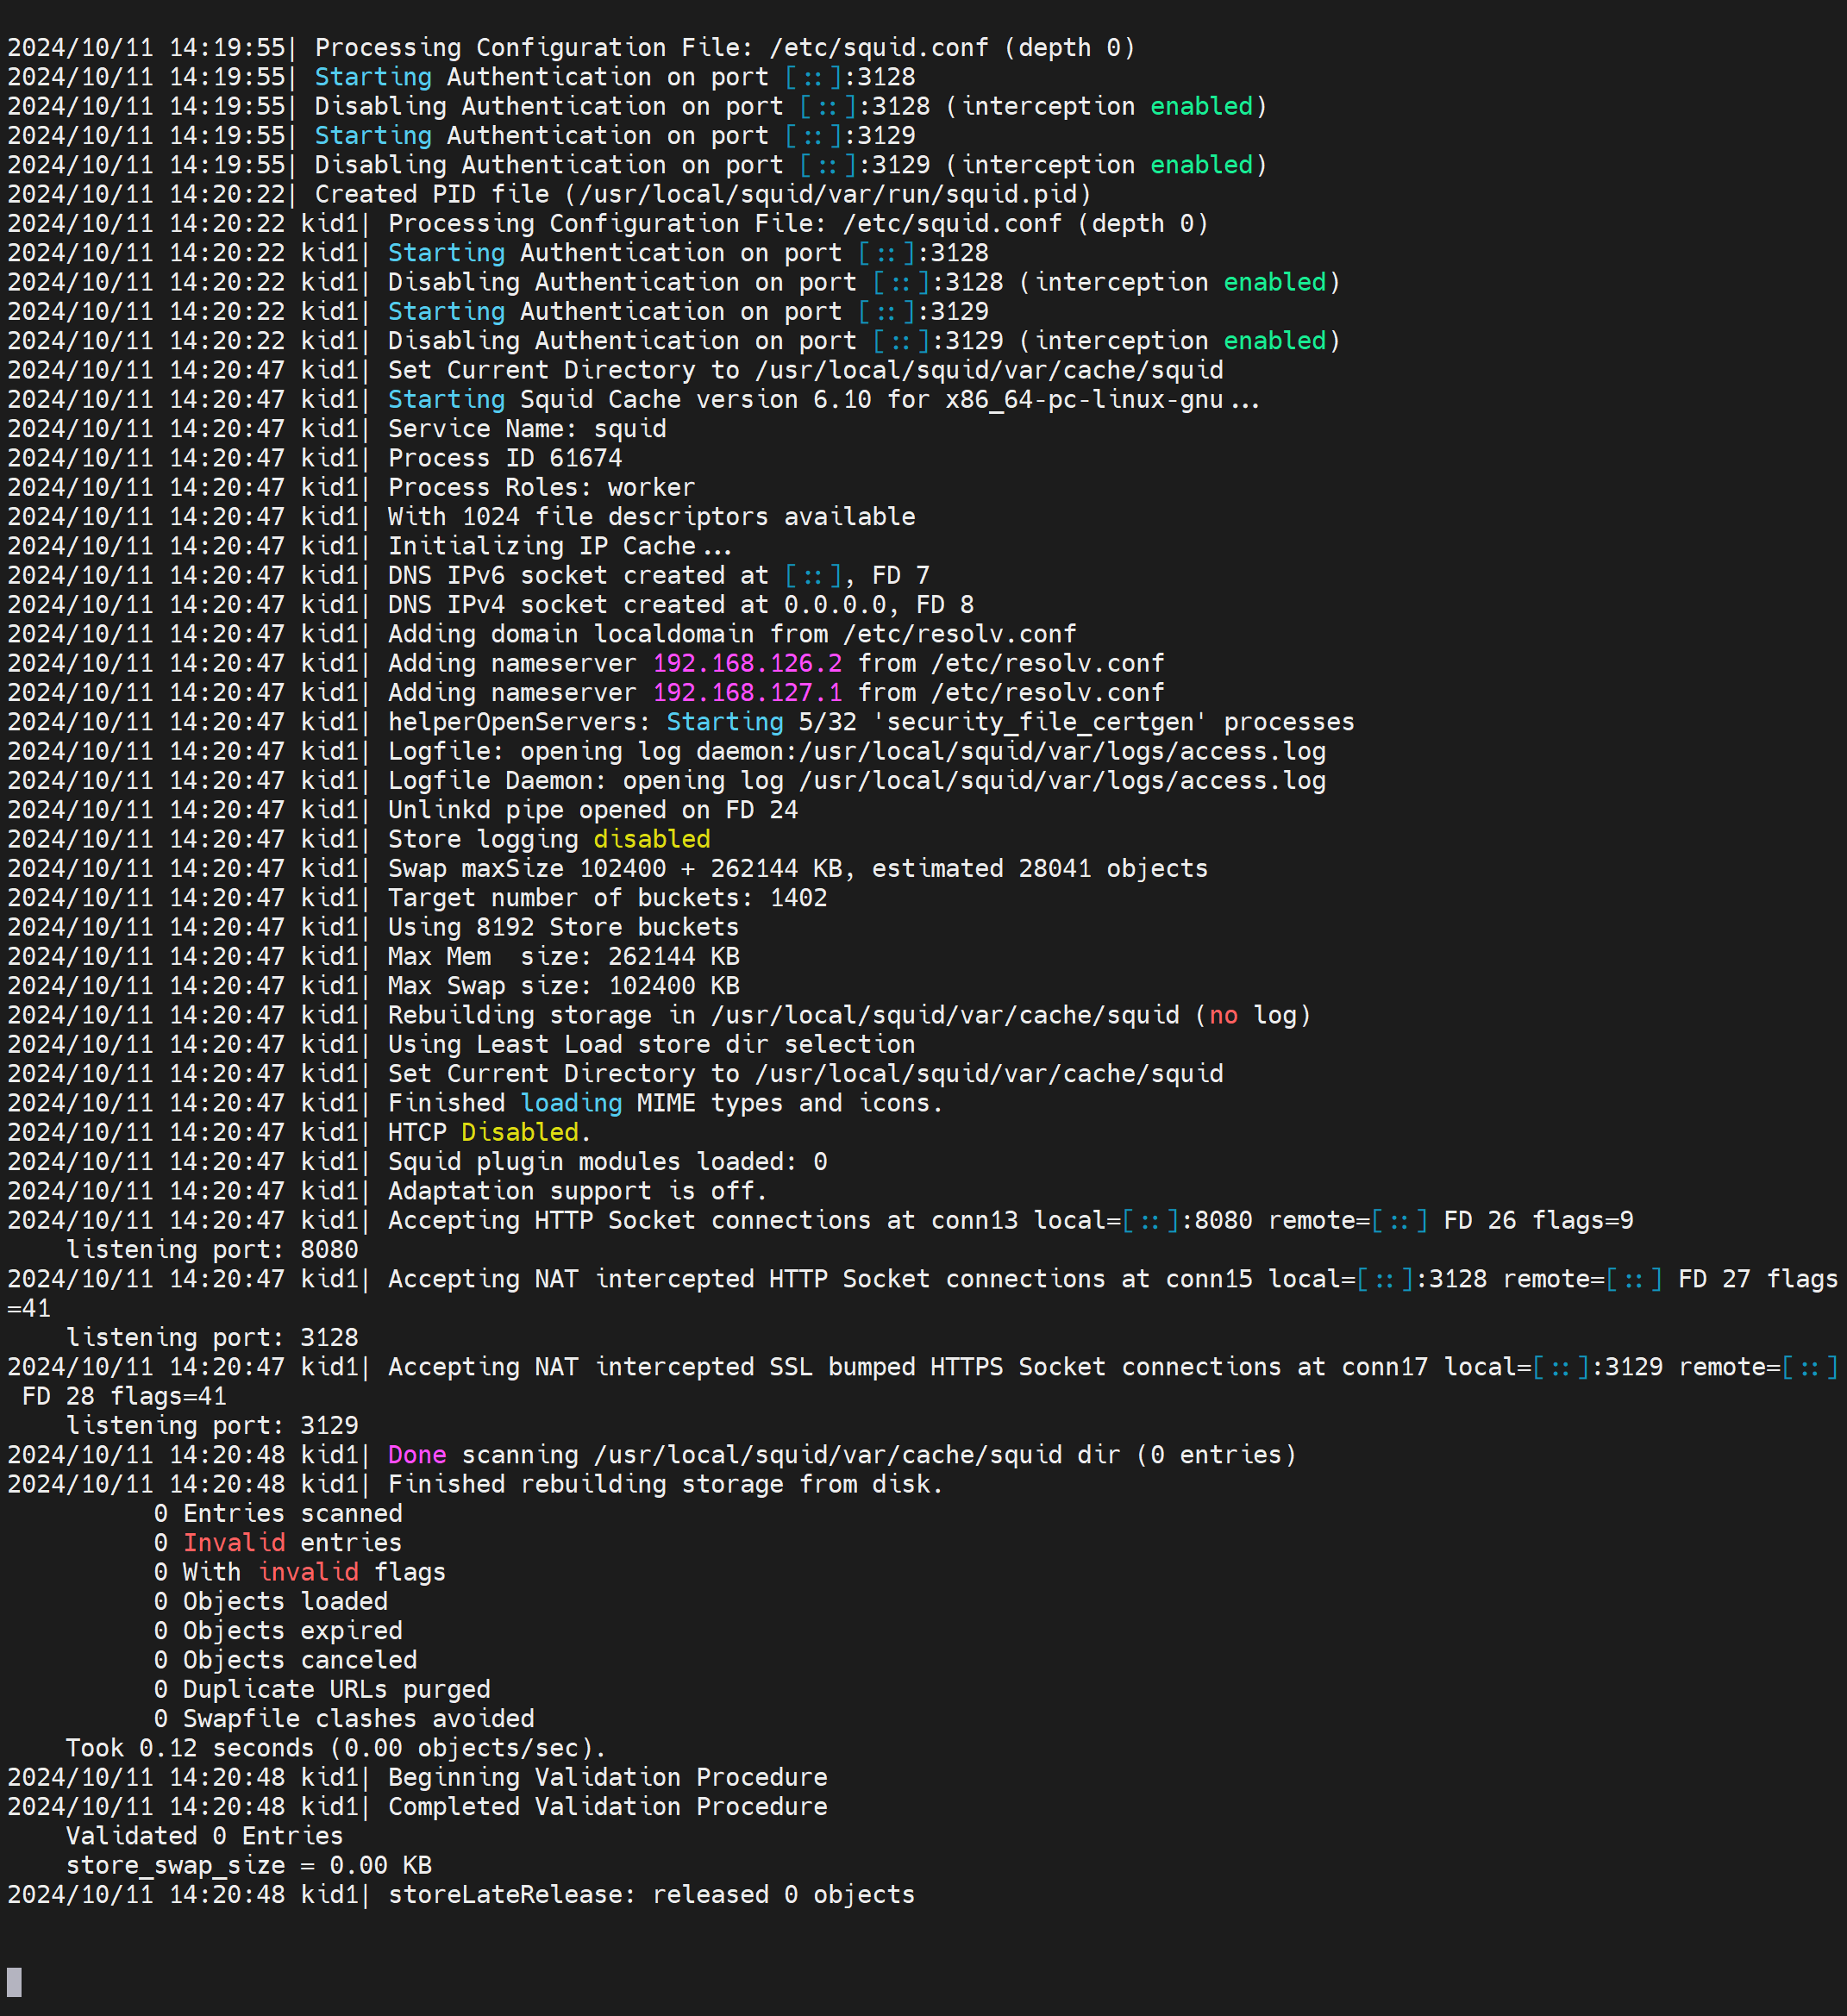 2024/10/11 14:19:55| Processing Configuration File: /etc/squid.conf (depth 0)
2024/10/11 14:19:55| Starting Authentication on port [::]:3128
2024/10/11 14:19:55| Disabling Authentication on port [::]:3128 (interception enabled)
2024/10/11 14:19:55| Starting Authentication on port [::]:3129
2024/10/11 14:19:55| Disabling Authentication on port [::]:3129 (interception enabled)
2024/10/11 14:20:22| Created PID file (/usr/local/squid/var/run/squid.pid)
2024/10/11 14:20:22 kid1| Processing Configuration File: /etc/squid.conf (depth 0)
2024/10/11 14:20:22 kid1| Starting Authentication on port [::]:3128
2024/10/11 14:20:22 kid1| Disabling Authentication on port [::]:3128 (interception enabled)
2024/10/11 14:20:22 kid1| Starting Authentication on port [::]:3129
2024/10/11 14:20:22 kid1| Disabling Authentication on port [::]:3129 (interception enabled)
2024/10/11 14:20:47 kid1| Set Current Directory to /usr/local/squid/var/cache/squid
2024/10/11 14:20:47 kid1| Starting Squid Cache version 6.10 for x86_64-pc-linux-gnu...
2024/10/11 14:20:47 kid1| Service Name: squid
2024/10/11 14:20:47 kid1| Process ID 61674
2024/10/11 14:20:47 kid1| Process Roles: worker
2024/10/11 14:20:47 kid1| With 1024 file descriptors available
2024/10/11 14:20:47 kid1| Initializing IP Cache...
2024/10/11 14:20:47 kid1| DNS IPv6 socket created at [::], FD 7
2024/10/11 14:20:47 kid1| DNS IPv4 socket created at 0.0.0.0, FD 8
2024/10/11 14:20:47 kid1| Adding domain localdomain from /etc/resolv.conf
2024/10/11 14:20:47 kid1| Adding nameserver 192.168.126.2 from /etc/resolv.conf
2024/10/11 14:20:47 kid1| Adding nameserver 192.168.127.1 from /etc/resolv.conf
2024/10/11 14:20:47 kid1| helperOpenServers: Starting 5/32 'security_file_certgen' processes
2024/10/11 14:20:47 kid1| Logfile: opening log daemon:/usr/local/squid/var/logs/access.log
2024/10/11 14:20:47 kid1| Logfile Daemon: opening log /usr/local/squid/var/logs/access.log
2024/10/11 14:20:47 kid1| Unlinkd pipe opened on FD 24
2024/10/11 14:20:47 kid1| Store logging disabled
2024/10/11 14:20:47 kid1| Swap maxSize 102400 + 262144 KB, estimated 28041 objects
2024/10/11 14:20:47 kid1| Target number of buckets: 1402
2024/10/11 14:20:47 kid1| Using 8192 Store buckets
2024/10/11 14:20:47 kid1| Max Mem  size: 262144 KB
2024/10/11 14:20:47 kid1| Max Swap size: 102400 KB
2024/10/11 14:20:47 kid1| Rebuilding storage in /usr/local/squid/var/cache/squid (no log)
2024/10/11 14:20:47 kid1| Using Least Load store dir selection
2024/10/11 14:20:47 kid1| Set Current Directory to /usr/local/squid/var/cache/squid
2024/10/11 14:20:47 kid1| Finished loading MIME types and icons.
2024/10/11 14:20:47 kid1| HTCP Disabled.
2024/10/11 14:20:47 kid1| Squid plugin modules loaded: 0
2024/10/11 14:20:47 kid1| Adaptation support is off.
2024/10/11 14:20:47 kid1| Accepting HTTP Socket connections at conn13 local=[::]:8080 remote=[::] FD 26 flags=9
    listening port: 8080
2024/10/11 14:20:47 kid1| Accepting NAT intercepted HTTP Socket connections at conn15 local=[::]:3128 remote=[::] FD 27 flags
=41
    listening port: 3128
2024/10/11 14:20:47 kid1| Accepting NAT intercepted SSL bumped HTTPS Socket connections at conn17 local=[::]:3129 remote=[::]
 FD 28 flags=41
    listening port: 3129
2024/10/11 14:20:48 kid1| Done scanning /usr/local/squid/var/cache/squid dir (0 entries)
2024/10/11 14:20:48 kid1| Finished rebuilding storage from disk.
          0 Entries scanned
          0 Invalid entries
          0 With invalid flags
          0 Objects loaded
          0 Objects expired
          0 Objects canceled
          0 Duplicate URLs purged
          0 Swapfile clashes avoided
    Took 0.12 seconds (0.00 objects/sec).
2024/10/11 14:20:48 kid1| Beginning Validation Procedure
2024/10/11 14:20:48 kid1| Completed Validation Procedure
    Validated 0 Entries
    store_swap_size = 0.00 KB
2024/10/11 14:20:48 kid1| storeLateRelease: released 0 objects